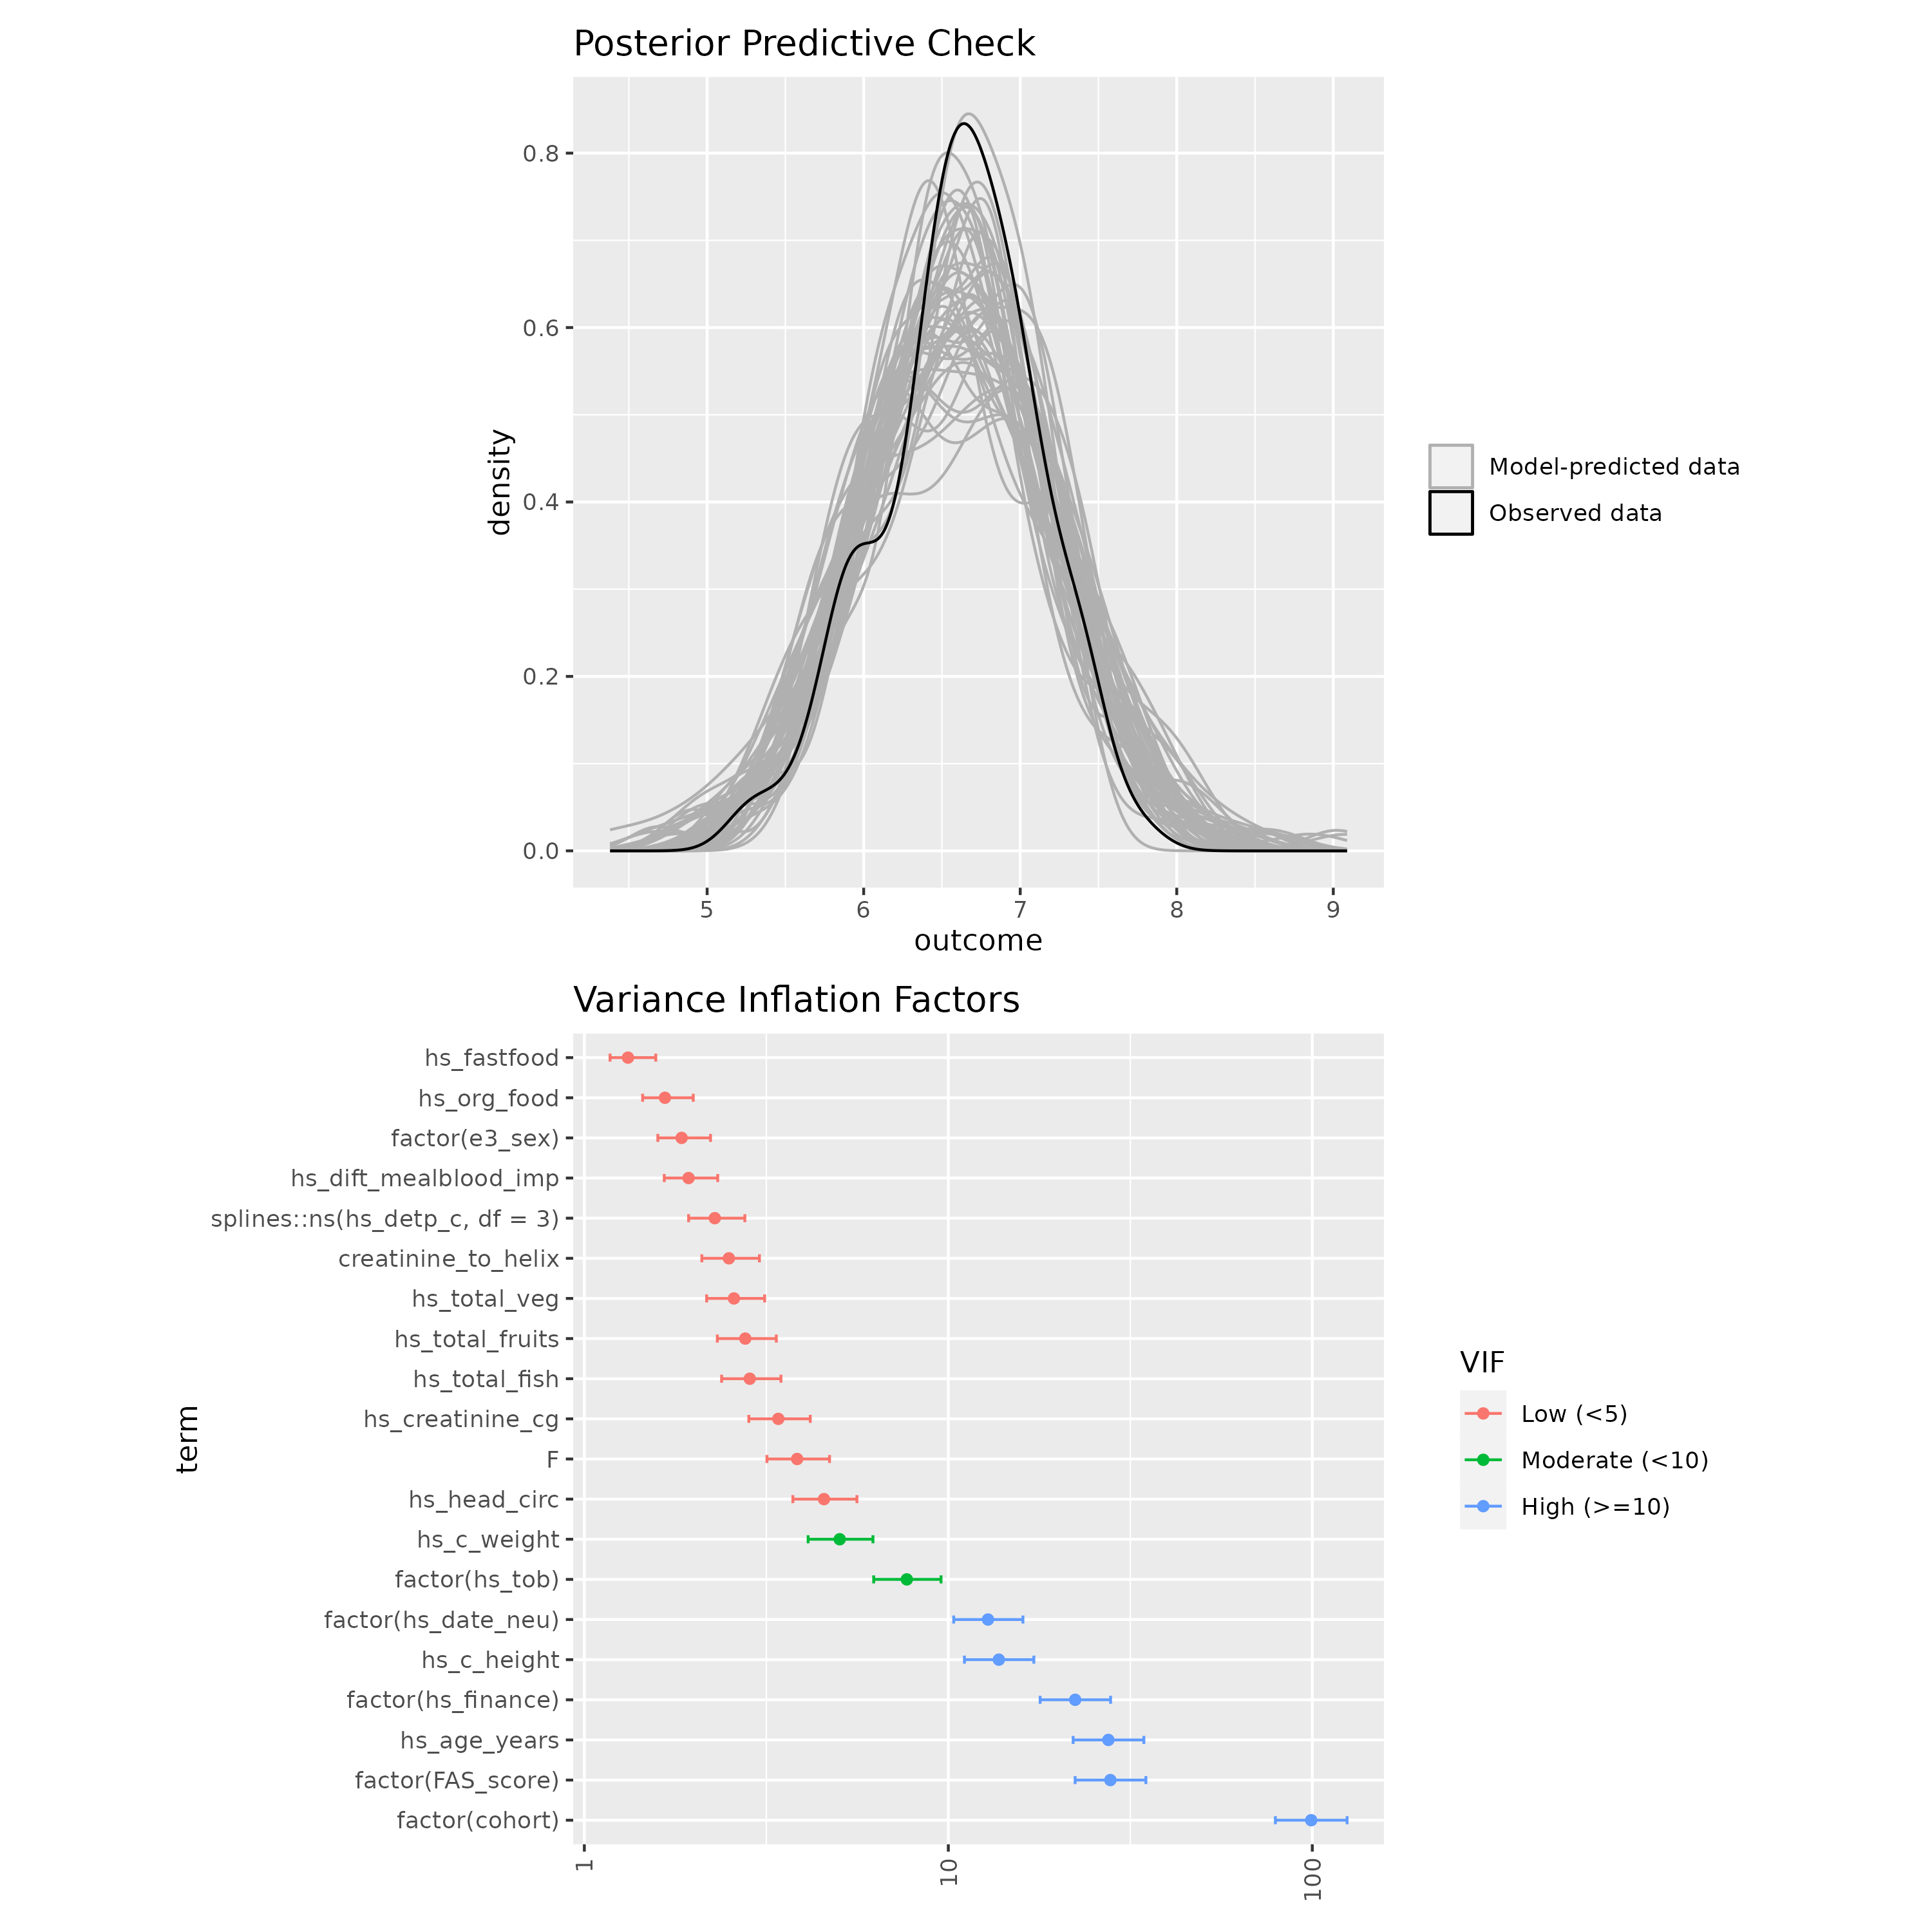 Posterior Predictive Check
density
0.8
0.6
0.4
0.2
0.0
5 6 7 8 9
outcome
Model-predicted data
Observed data
Variance Inflation Factors
term
hs_fastfood
hs_org_food
factor(e3_sex)
hs_dift_mealblood_imp
splines::ns(hs_detp_c, df = 3)
creatinine_to_helix
hs_total_veg
hs_total_fruits
hs_total_fish
hs_creatinine_cg
F
hs_head_circ
hs_c_weight
factor(hs_tob)
factor(hs_date_neu)
hs_c_height
factor(hs_finance)
hs_age_years
factor(FAS_score)
factor(cohort)
1 10 100
VIF
Low (<5)
Moderate (<10)
High (>=10)